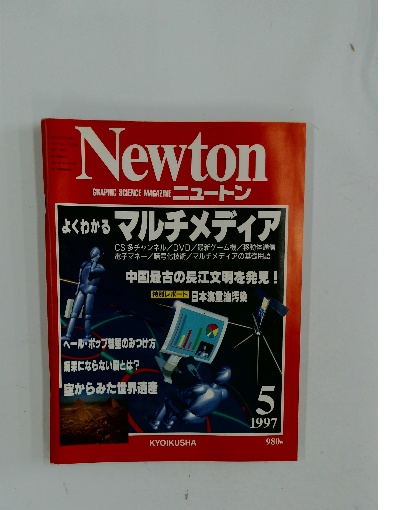 Newton
GRAPHIC SCIENCE MAGAZINE ニュートン
よくわかる マルチメディア
CS多チャンネル/DVD/最新ゲーム機/移動体通信
電子マネー/暗号化技術/マルチメディアの基礎用語
中国最古の長江文明を発見!
特別レポート 日本海重油汚染
ヘール・ボップ彗星のみつけ方
にならない とは?
空からみた世界遺産
5
1997
KYOIKUSHA
980円